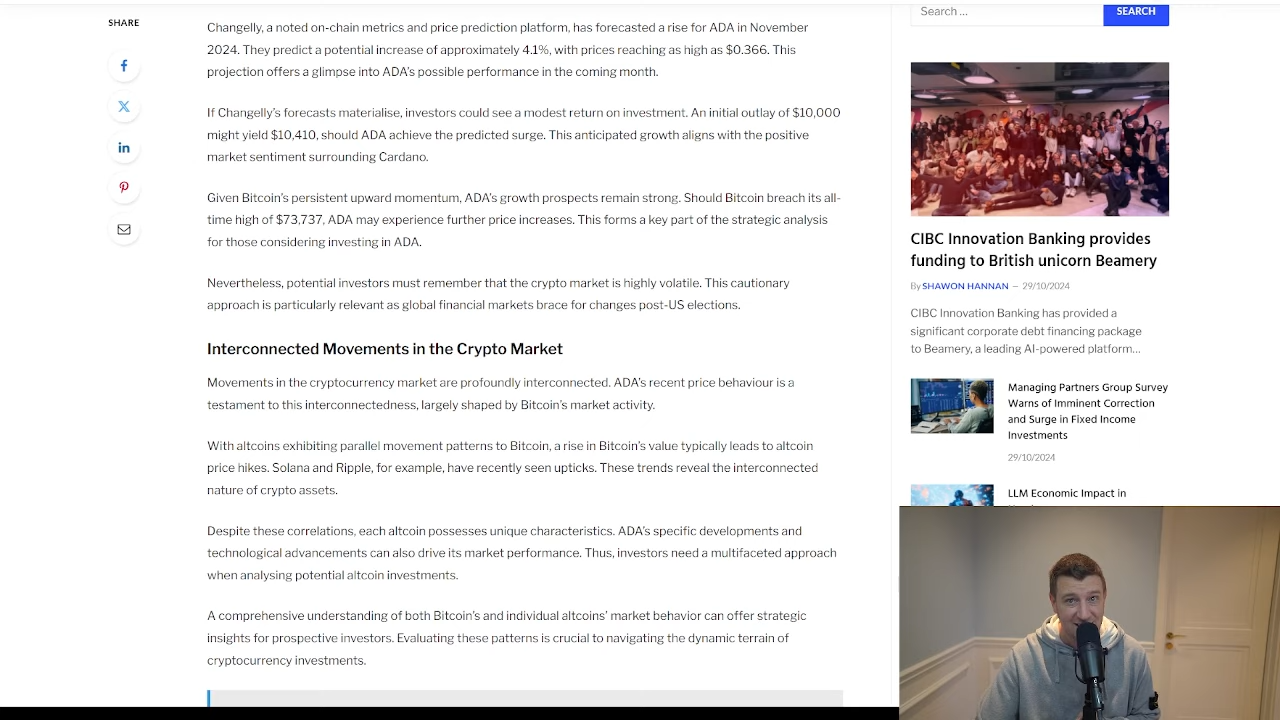 SHARE
Changelly, a noted on-chain metrics and price prediction platform, has forecasted a rise for ADA in November
2024. They predict a potential increase of approximately 4.1%, with prices reaching as high as $0.366. This
projection offers a glimpse into ADA's possible performance in the coming month.
If Changelly's forecasts materialise, investors could see a modest return on investment. An initial outlay of $10,000
might yield $10,410, should ADA achieve the predicted surge. This anticipated growth aligns with the positive
market sentiment surrounding Cardano.
Given Bitcoin's persistent upward momentum, ADA's growth prospects remain strong. Should Bitcoin breach its all-
time high of $73,737, ADA may experience further price increases. This forms a key part of the strategic analysis
for those considering investing in ADA.
Nevertheless, potential investors must remember that the crypto market is highly volatile. This cautionary
approach is particularly relevant as global financial markets brace for changes post-US elections.
Interconnected Movements in the Crypto Market
Movements in the cryptocurrency market are profoundly interconnected. ADA's recent price behaviour is a
testament to this interconnectedness, largely shaped by Bitcoin's market activity.
With altcoins exhibiting parallel movement patterns to Bitcoin, a rise in Bitcoin's value typically leads to altcoin
price hikes. Solana and Ripple, for example, have recently seen upticks. These trends reveal the interconnected
nature of crypto assets.
Despite these correlations, each altcoin possesses unique characteristics. ADA's specific developments and
technological advancements can also drive its market performance. Thus, investors need a multifaceted approach
when analysing potential altcoin investments.
A comprehensive understanding of both Bitcoin's and individual altcoins' market behavior can offer strategic
insights for prospective investors. Evaluating these patterns is crucial to navigating the dynamic terrain of
cryptocurrency investments.
Search ...
SEARCH
CIBC Innovation Banking provides
funding to British unicorn Beamery
By SHAWON HANNAN — 29/10/2024
CIBC Innovation Banking has provided a
significant corporate debt financing package
to Beamery, a leading AI-powered platform...
Managing Partners Group Survey
Warns of Imminent Correction
and Surge in Fixed Income
Investments
29/10/2024
LLM Economic Impact in